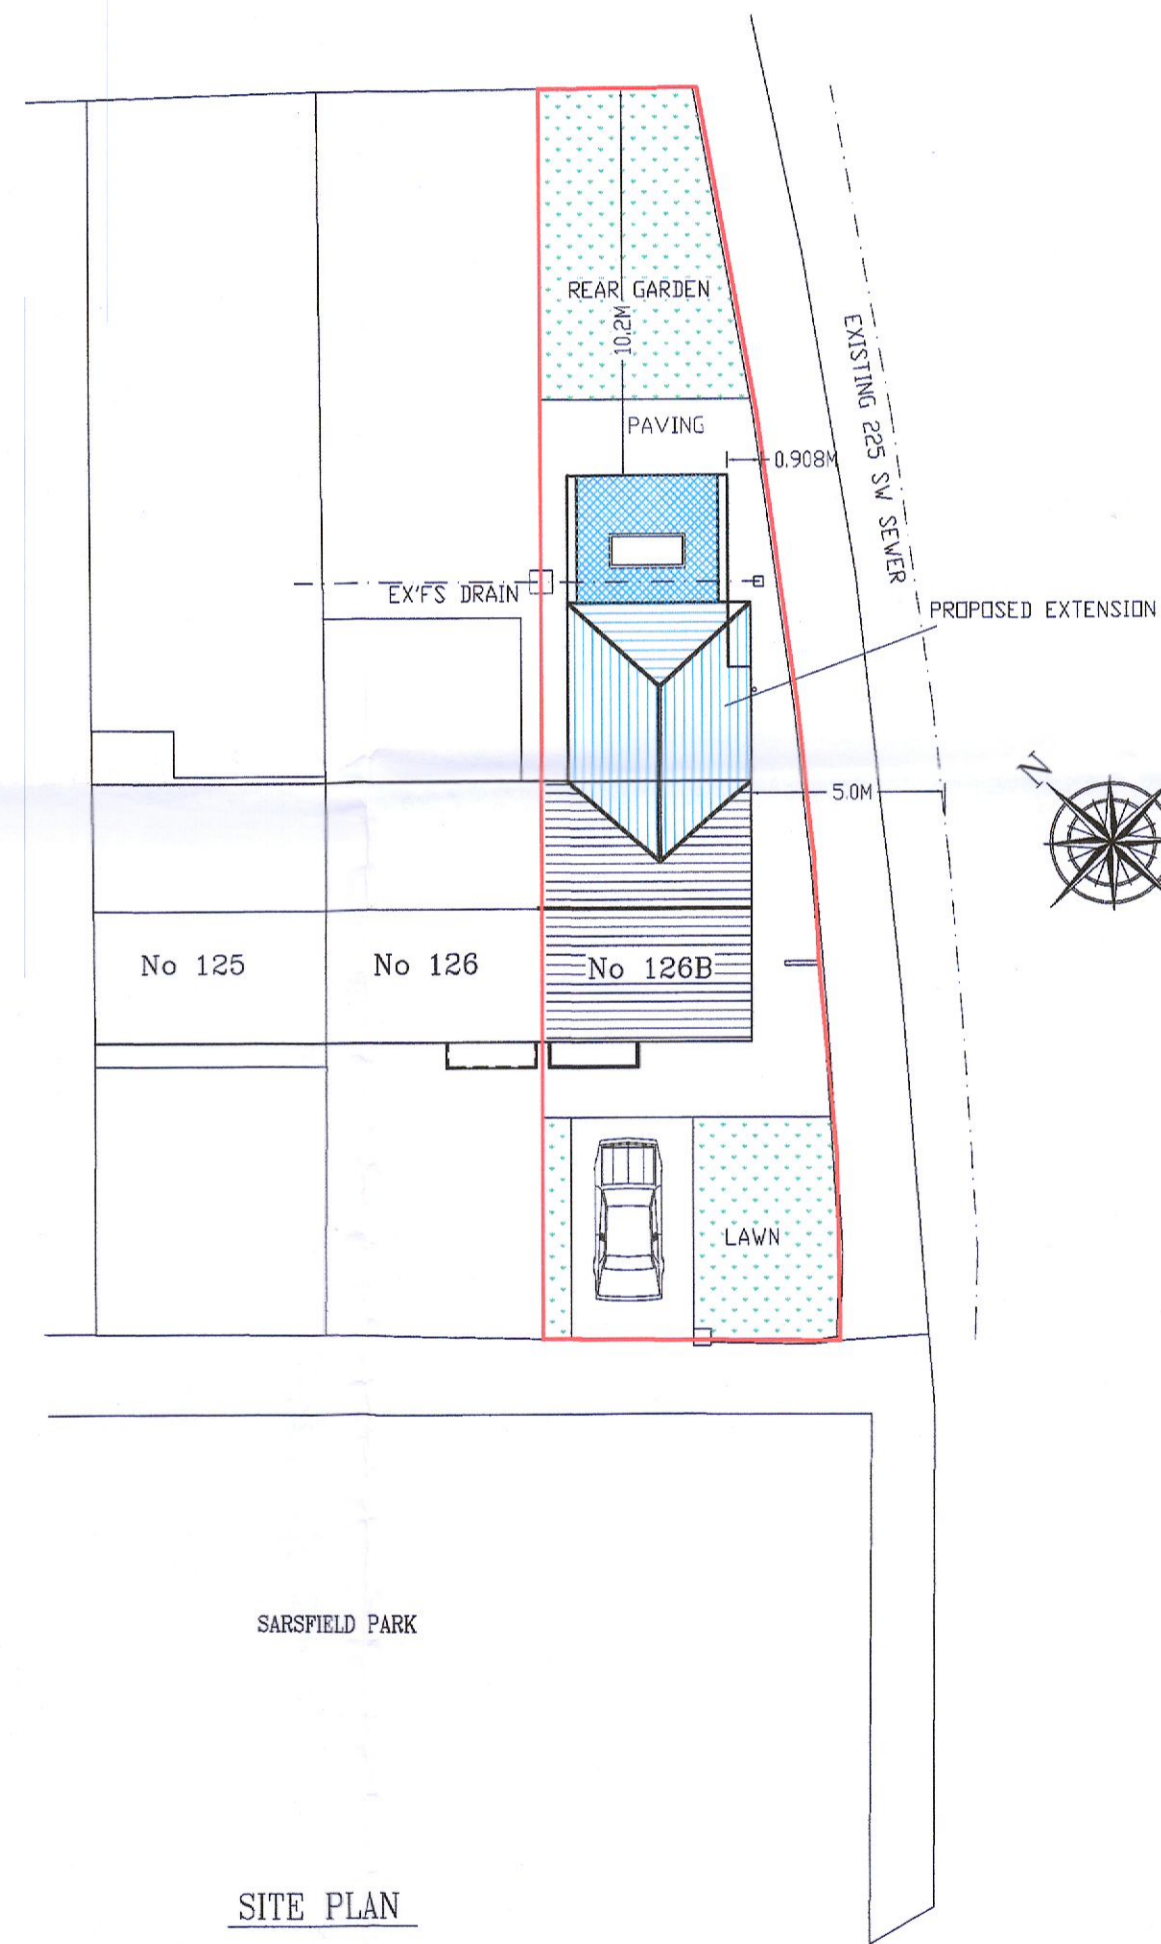 REAR GARDEN
10.2M
PAVING
0.908M
EXISTING 225 SW SEWER
EX'FS DRAIN
PROPOSED EXTENSION
N
5.0M
No 125
No 126
No 126B
LAWN
SARSFIELD PARK
SITE PLAN